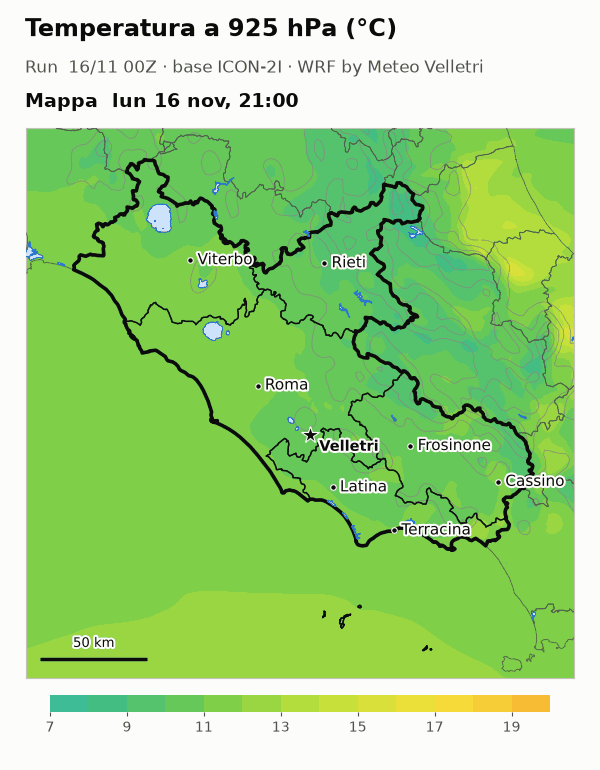 Temperatura a 925 hPa (°C)
Run  16/11 00Z · base ICON-2I · WRF by Meteo Velletri
Mappa  lun 16 nov, 21:00
Viterbo
Rieti
Roma
Velletri
Frosinone
Latina
Cassino
Terracina
50 km
7 9 11 13 15 17 19